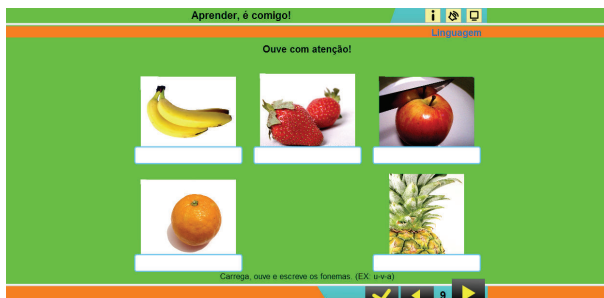 Aprender, é comigo!
i
Linguagem
Ouve com atenção!
Carrega, ouve e escreve os fonemas. (EX: u-v-a)
9